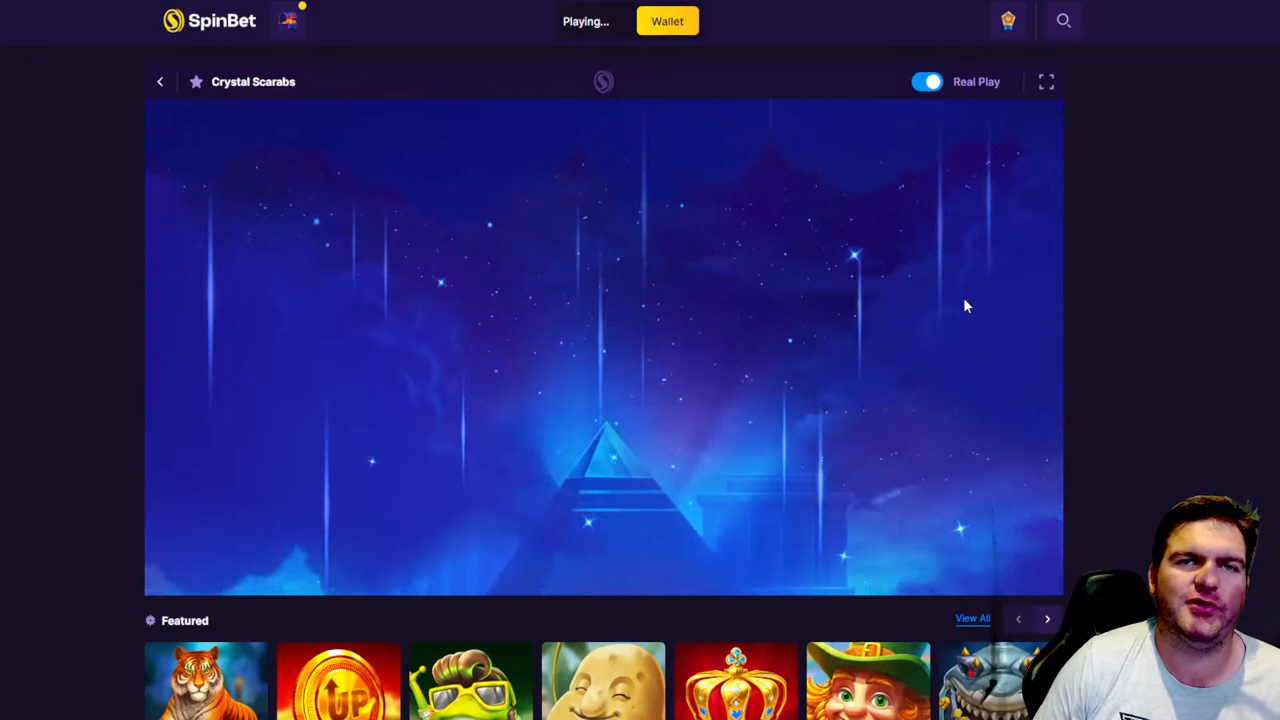 SpinBet
Playing...
Wallet
Crystal Scarabs
Real Play
Featured
View All
UP